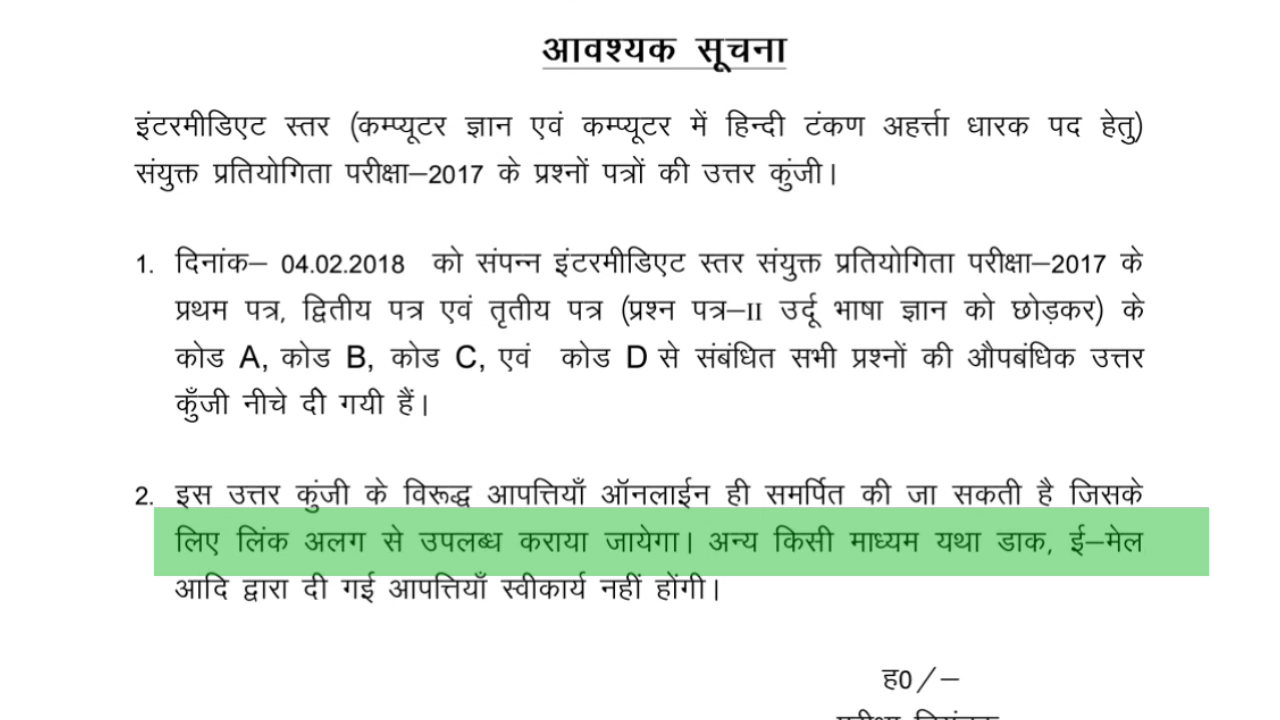 आवश्यक सूचना
इंटरमीडिएट स्तर (कम्प्यूटर ज्ञान एवं कम्प्यूटर में हिन्दी टंकण अहर्त्ता धारक पद हेतु)
संयुक्त प्रतियोगिता परीक्षा–2017 के प्रश्नों पत्रों की उत्तर कुंजी।
1. दिनांक– 04.02.2018 को संपन्न इंटरमीडिएट स्तर संयुक्त प्रतियोगिता परीक्षा–2017 के
प्रथम पत्र, द्वितीय पत्र एवं तृतीय पत्र (प्रश्न पत्र–II उर्दू भाषा ज्ञान को छोड़कर) के
कोड A, कोड B, कोड C, एवं कोड D से संबंधित सभी प्रश्नों की औपबंधिक उत्तर
कुँजी नीचे दी गयी हैं।
2. इस उत्तर कुंजी के विरूद्ध आपत्तियाँ ऑनलाईन ही समर्पित की जा सकती है जिसके
लिए लिंक अलग से उपलब्ध कराया जायेगा। अन्य किसी माध्यम यथा डाक, ई–मेल
आदि द्वारा दी गई आपत्तियाँ स्वीकार्य नहीं होंगी।
ह0/–